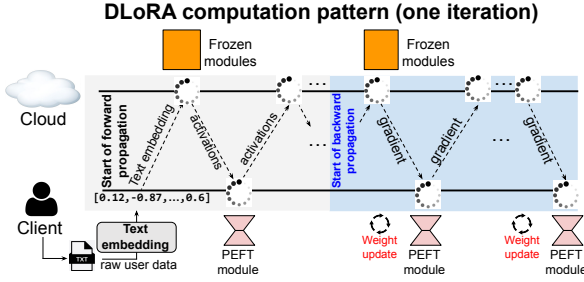 DLoRA computation pattern (one iteration)
Frozen
modules
Frozen
modules
Cloud
Start of forward
propagation
Text embedding
activations
activations
...
...
Start of backward
propagation
gradient
gradient
...
gradient
[0.12,-0.87,...,0.6]
Client
Text
embedding
TXT
raw user data
PEFT
module
Weight
update
PEFT
module
Weight
update
PEFT
module